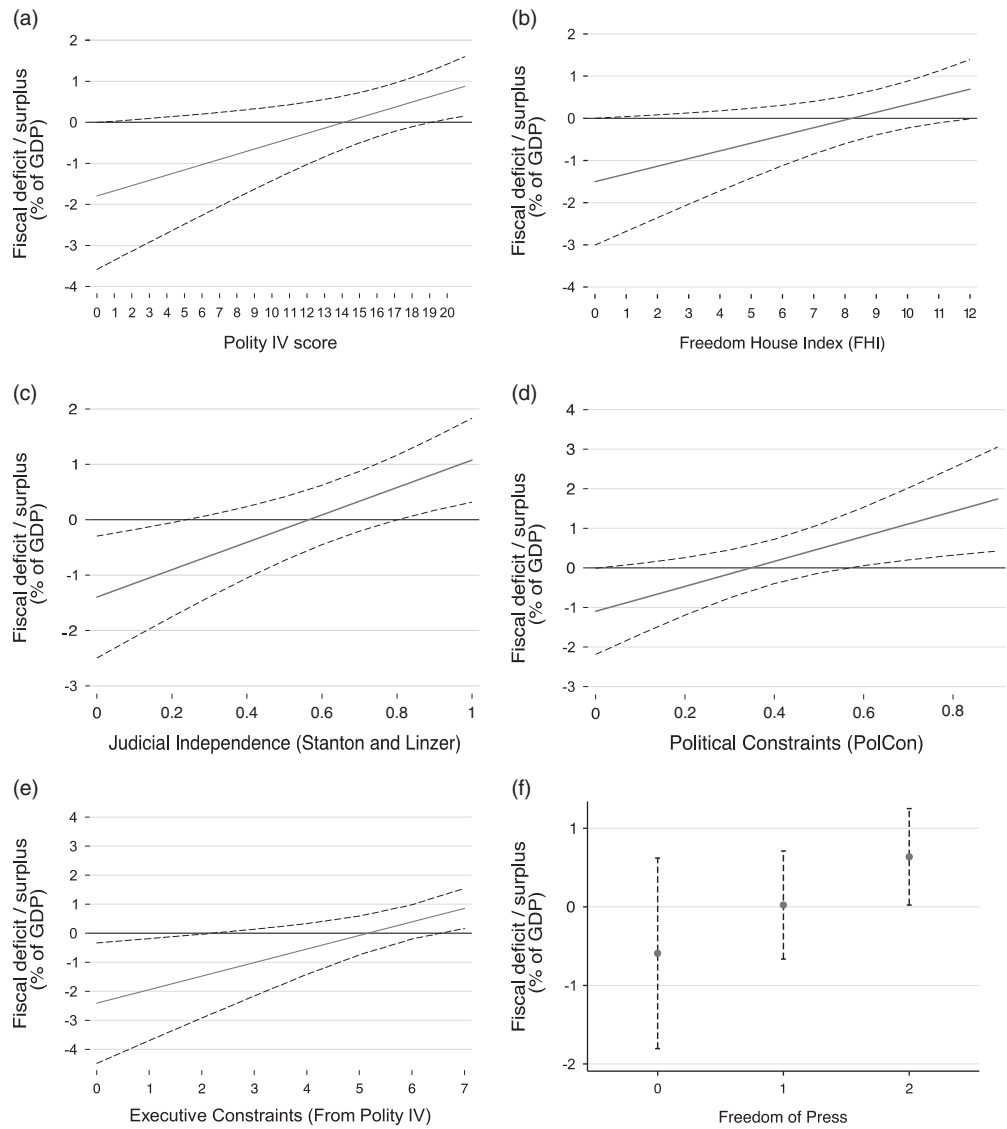 (a)
Fiscal deficit / surplus
(% of GDP)
2
1
0
-1
-2
-3
-4
0 1 2 3 4 5 6 7 8 9 10 11 12 13 14 15 16 17 18 19 20
Polity IV score
(b)
Fiscal deficit / surplus
(% of GDP)
2
1
0
-1
-2
-3
-4
0 1 2 3 4 5 6 7 8 9 10 11 12
Freedom House Index (FHI)
(c)
Fiscal deficit / surplus
(% of GDP)
2
1
0
-1
-2
-3
0 0.2 0.4 0.6 0.8 1
Judicial Independence (Stanton and Linzer)
(d)
Fiscal deficit / surplus
(% of GDP)
4
3
2
1
0
-1
-2
-3
0 0.2 0.4 0.6 0.8
Political Constraints (PolCon)
(e)
Fiscal deficit / surplus
(% of GDP)
4
3
2
1
0
-1
-2
-3
-4
0 1 2 3 4 5 6 7
Executive Constraints (From Polity IV)
(f)
Fiscal deficit / surplus
(% of GDP)
1
0
-1
-2
0 1 2
Freedom of Press